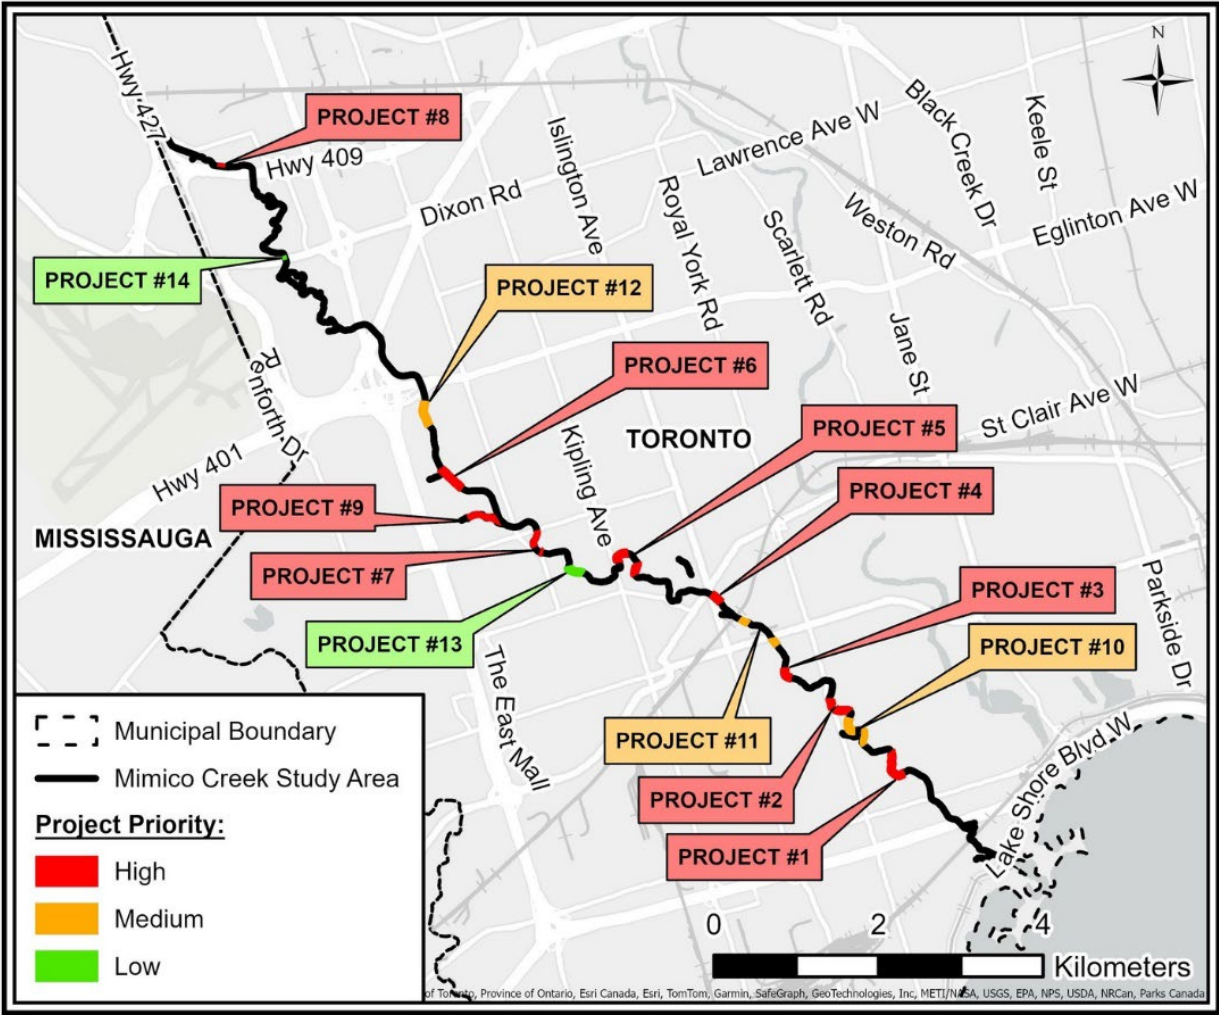 N
Hwy 427
PROJECT #8
Hwy 409
Islington Ave
Lawrence Ave W
Black Creek Dr
Keele St
Dixon Rd
Royal York Rd
Scarlett Rd
Weston Rd
Eglinton Ave W
PROJECT #14
PROJECT #12
Renforth Dr
Jane St
PROJECT #6
St Clair Ave W
PROJECT #5
TORONTO
Kipling Ave
Hwy 401
PROJECT #4
PROJECT #9
MISSISSAUGA
PROJECT #7
PROJECT #3
Parkside Dr
PROJECT #13
PROJECT #10
The East Mall
PROJECT #11
Lake Shore Blvd W
PROJECT #2
PROJECT #1
Municipal Boundary
Mimico Creek Study Area
Project Priority:
High
Medium
Low
0 2 4
Kilometers
of Toronto, Province of Ontario, Esri Canada, Esri, TomTom, Garmin, SafeGraph, GeoTechnologies, Inc, METI/NASA, USGS, EPA, NPS, USDA, NRCan, Parks Canada